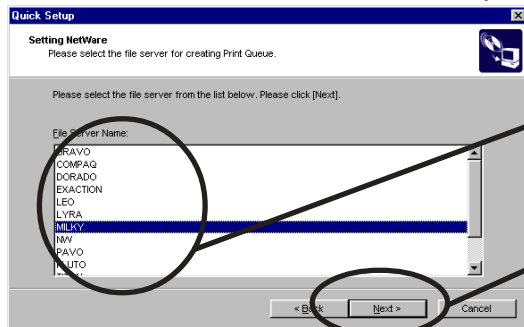 Quick Setup
Setting NetWare
Please select the file server for creating Print Queue.
Please select the file server from the list below. Please click [Next].
File Server Name:
BRAVO
COMPAQ
DORADO
EXACTION
LEO
LYRA
MILKY
NW
PAVO
PLUTO
< Back
Next >
Cancel